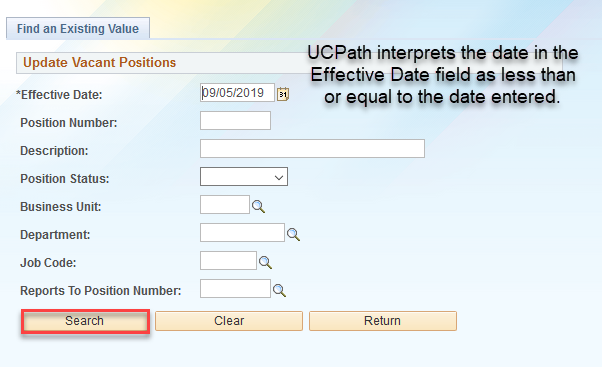 Find an Existing Value
Update Vacant Positions
UCPath interprets the date in the
Effective Date field as less than
or equal to the date entered.
*Effective Date: 09/05/2019 31
Position Number:
Description:
Position Status:
Business Unit:
Department:
Job Code:
Reports To Position Number:
Search Clear Return